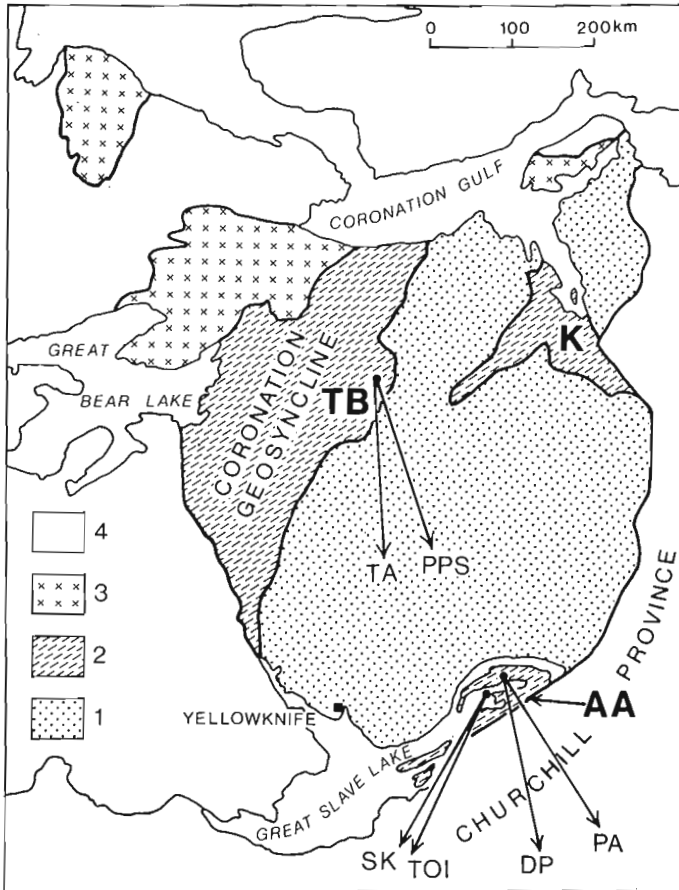 0 100 200km
CORONATION GULF
K
GREAT
BEAR LAKE
CORONATION
GEOSYNCLINE
TB
4
3
2
1
TA PPS
YELLOWKNIFE
GREAT SLAVE LAKE
CHURCHILL PROVINCE
AA
SK TOI DP PA